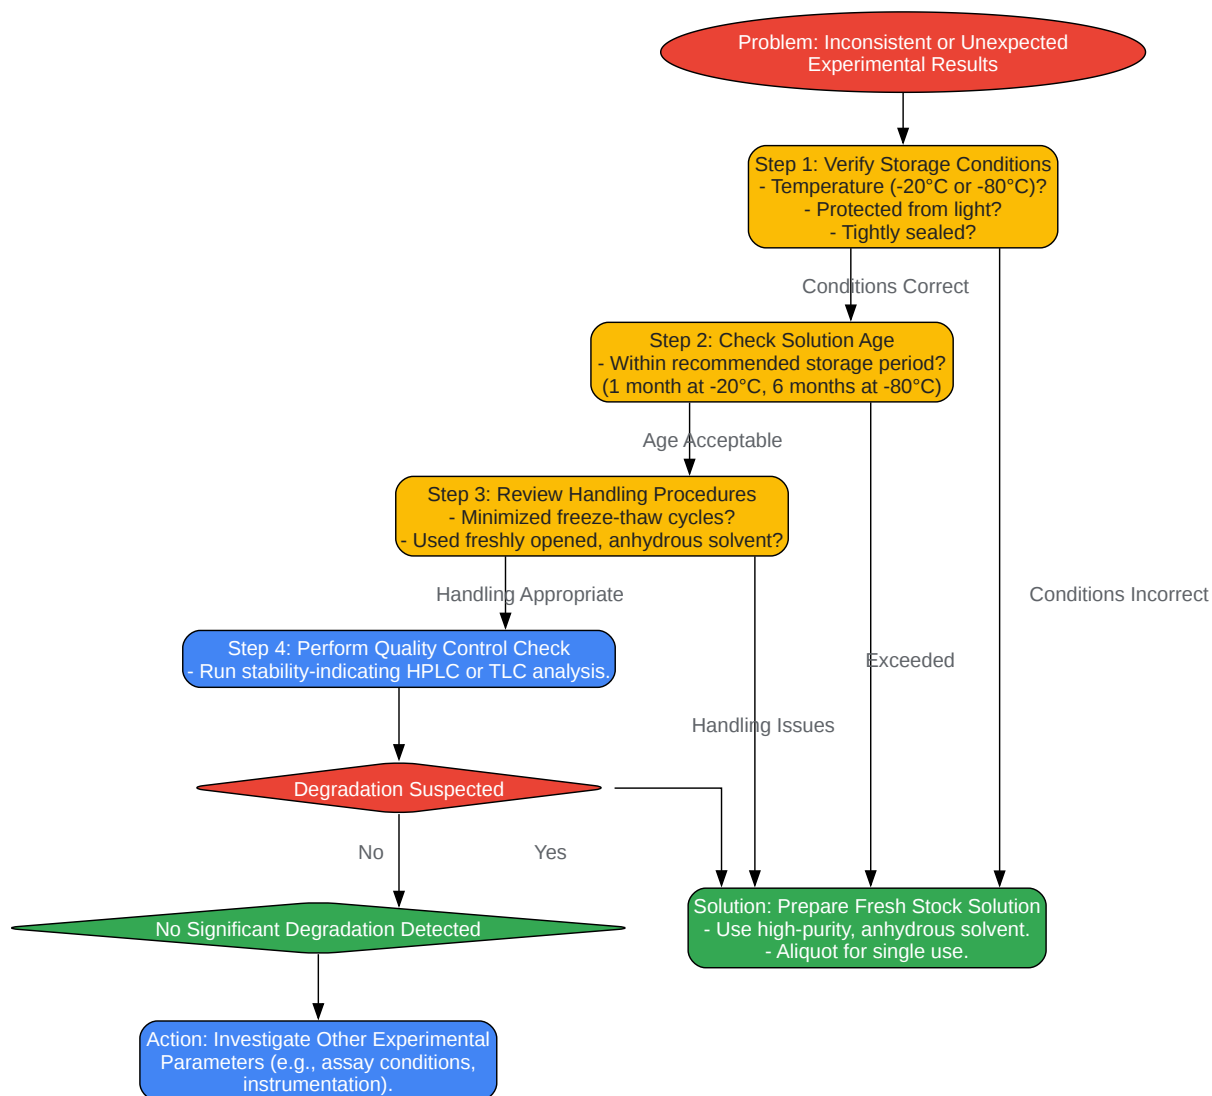 Problem: Inconsistent or Unexpected
Experimental Results
Step 1: Verify Storage Conditions
- Temperature (-20°C or -80°C)?
- Protected from light?
- Tightly sealed?
Conditions Correct
Step 2: Check Solution Age
- Within recommended storage period?
(1 month at -20°C, 6 months at -80°C)
Age Acceptable
Step 3: Review Handling Procedures
- Minimized freeze-thaw cycles?
- Used freshly opened, anhydrous solvent?
Handling Appropriate
Conditions Incorrect
Step 4: Perform Quality Control Check
- Run stability-indicating HPLC or TLC analysis.
Exceeded
Handling Issues
Degradation Suspected
No
Yes
No Significant Degradation Detected
Solution: Prepare Fresh Stock Solution
- Use high-purity, anhydrous solvent.
- Aliquot for single use.
Action: Investigate Other Experimental
Parameters (e.g., assay conditions,
instrumentation).